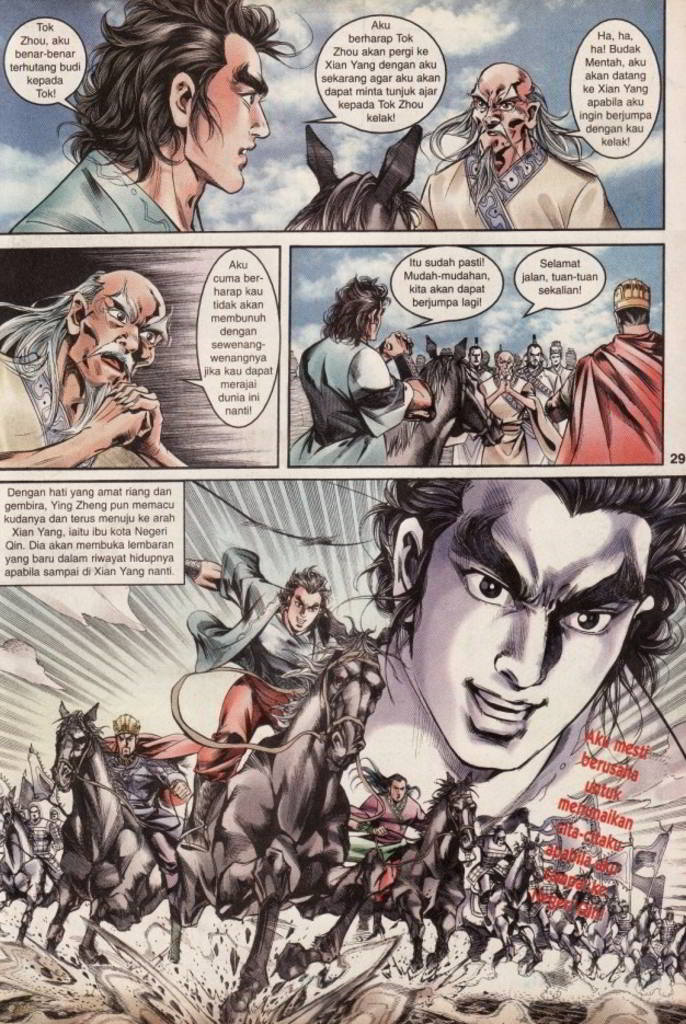 Tok
Zhou, aku
benar-benar
terhutang budi
kepada
Tok!
Aku
berharap Tok
Zhou akan pergi ke
Xian Yang dengan aku
sekarang agar aku akan
dapat minta tunjuk ajar
kepada Tok Zhou
kelak!
Ha, ha,
ha! Budak
Mentah, aku
akan datang
ke Xian Yang
apabila aku
ingin berjumpa
dengan kau
kelak!
Aku
cuma ber-
harap kau
tidak akan
membunuh
dengan
sewenang-
wenangnya
jika kau dapat
merajai
dunia ini
nanti!
Itu sudah pasti!
Mudah-mudahan,
kita akan dapat
berjumpa lagi!
Selamat
jalan, tuan-tuan
sekalian!
29
Dengan hati yang amat riang dan
gembira, Ying Zheng pun memacu
kudanya dan terus menuju ke arah
Xian Yang, iaitu ibu kota Negeri
Qin. Dia akan membuka lembaran
yang baru dalam riwayat hidupnya
apabila sampai di Xian Yang nanti.
Aku mesti
berusaha
untuk
menunaikan
cita-citaku
apabila aku
sampai ke
Negeri Qin!